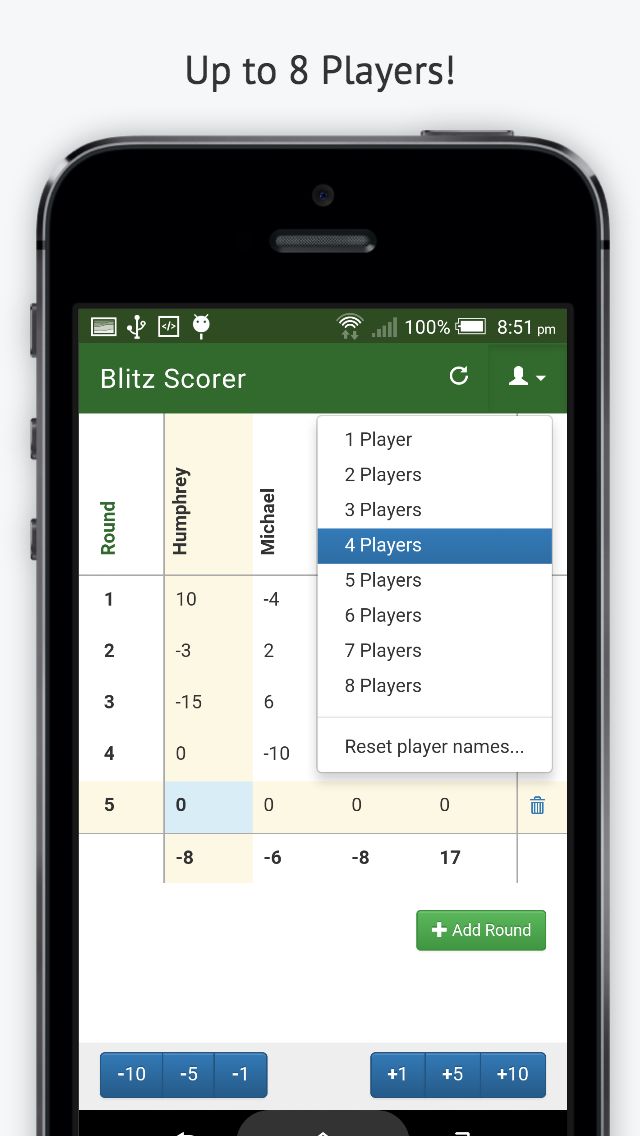 Up to 8 Players!
100% 8:51 pm
Blitz Scorer
Round
Humphrey
Michael
1 Player
2 Players
3 Players
4 Players
5 Players
6 Players
7 Players
8 Players
Reset player names...
1 10 -4
2 -3 2
3 -15 6
4 0 -10
5 0 0 0 0
-8 -6 -8 17
+ Add Round
-10 -5 -1 +1 +5 +10